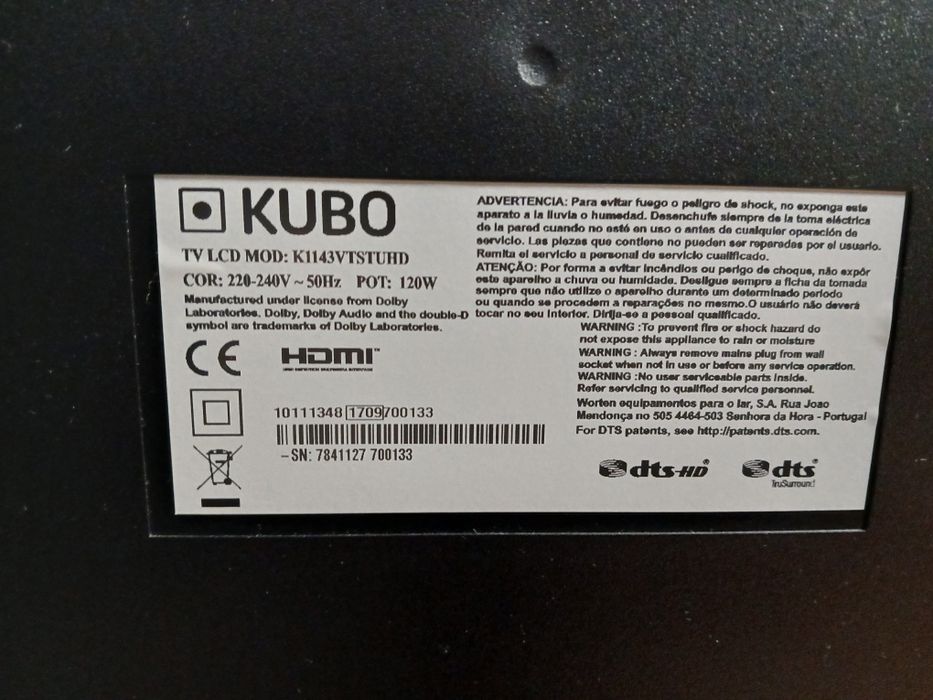 KUBO
TV LCD MOD: K1143VTSTUHD
COR: 220-240V ~ 50Hz POT: 120W
Manufactured under license from Dolby
Laboratories. Dolby, Dolby Audio and the double-D
symbol are trademarks of Dolby Laboratories.
CE
HDMI™
HIGH-DEFINITION MULTIMEDIA INTERFACE
10111348 1709 700133
-SN: 7841127 700133
ADVERTENCIA: Para evitar fuego o peligro de shock, no exponga este
aparato a la lluvia o humedad. Desenchufe siempre de la toma eléctrica
de la pared cuando no esté en uso o antes de cualquier operación de
servicio. Las piezas que contiene no pueden ser reparadas por el usuario.
Remita el servicio a personal de servicio cualificado.
ATENÇÃO: Por forma a evitar incêndios ou perigo de choque, não expôr
este aparelho a chuva ou humidade. Desligue sempre a ficha da tomada
sempre que não utilize o aparelho durante um determinado período
ou quando se procedem a reparações no mesmo.O usuário não deverá
tocar no seu interior. Dirija-se a pessoal qualificado.
WARNING :To prevent fire or shock hazard do
not expose this appliance to rain or moisture
WARNING : Always remove mains plug from wall
socket when not in use or before any service operation.
WARNING :No user serviceable parts inside.
Refer servicing to qualified service personnel.
Worten equipamentos para o lar, S.A. Rua Joao
Mendonça no 505 4464-503 Senhora da Hora - Portugal
For DTS patents, see http://patents.dts.com.
dts-HD®
dts®
TruSurround